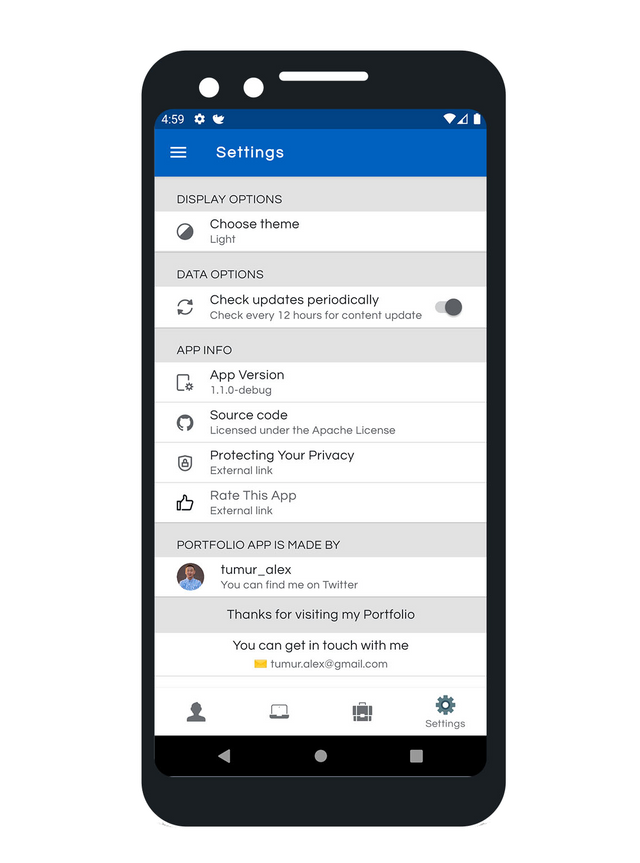 4:59
Settings
DISPLAY OPTIONS
Choose theme
Light
DATA OPTIONS
Check updates periodically
Check every 12 hours for content update
APP INFO
App Version
1.1.0-debug
Source code
Licensed under the Apache License
Protecting Your Privacy
External link
Rate This App
External link
PORTFOLIO APP IS MADE BY
tumur_alex
You can find me on Twitter
Thanks for visiting my Portfolio
You can get in touch with me
tumur.alex@gmail.com
Settings